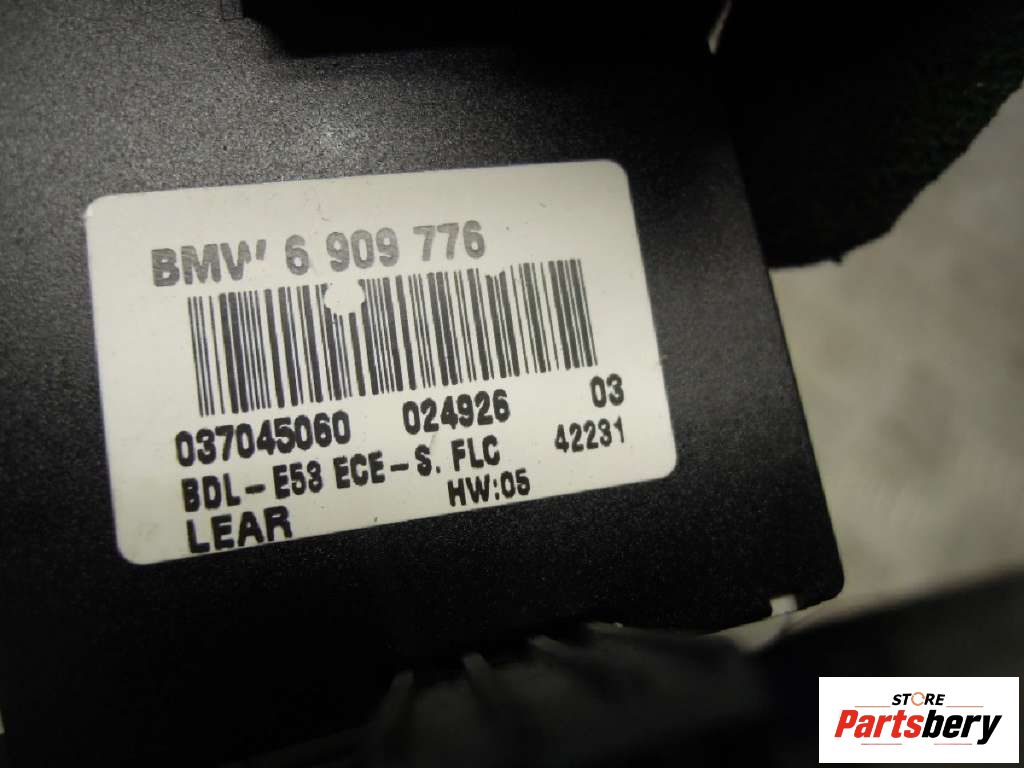 BMW 6 909 776
037045060 024926 03
BDL-E53 ECE-S. FLC 42231
LEAR HW:05
STORE
Partsbery